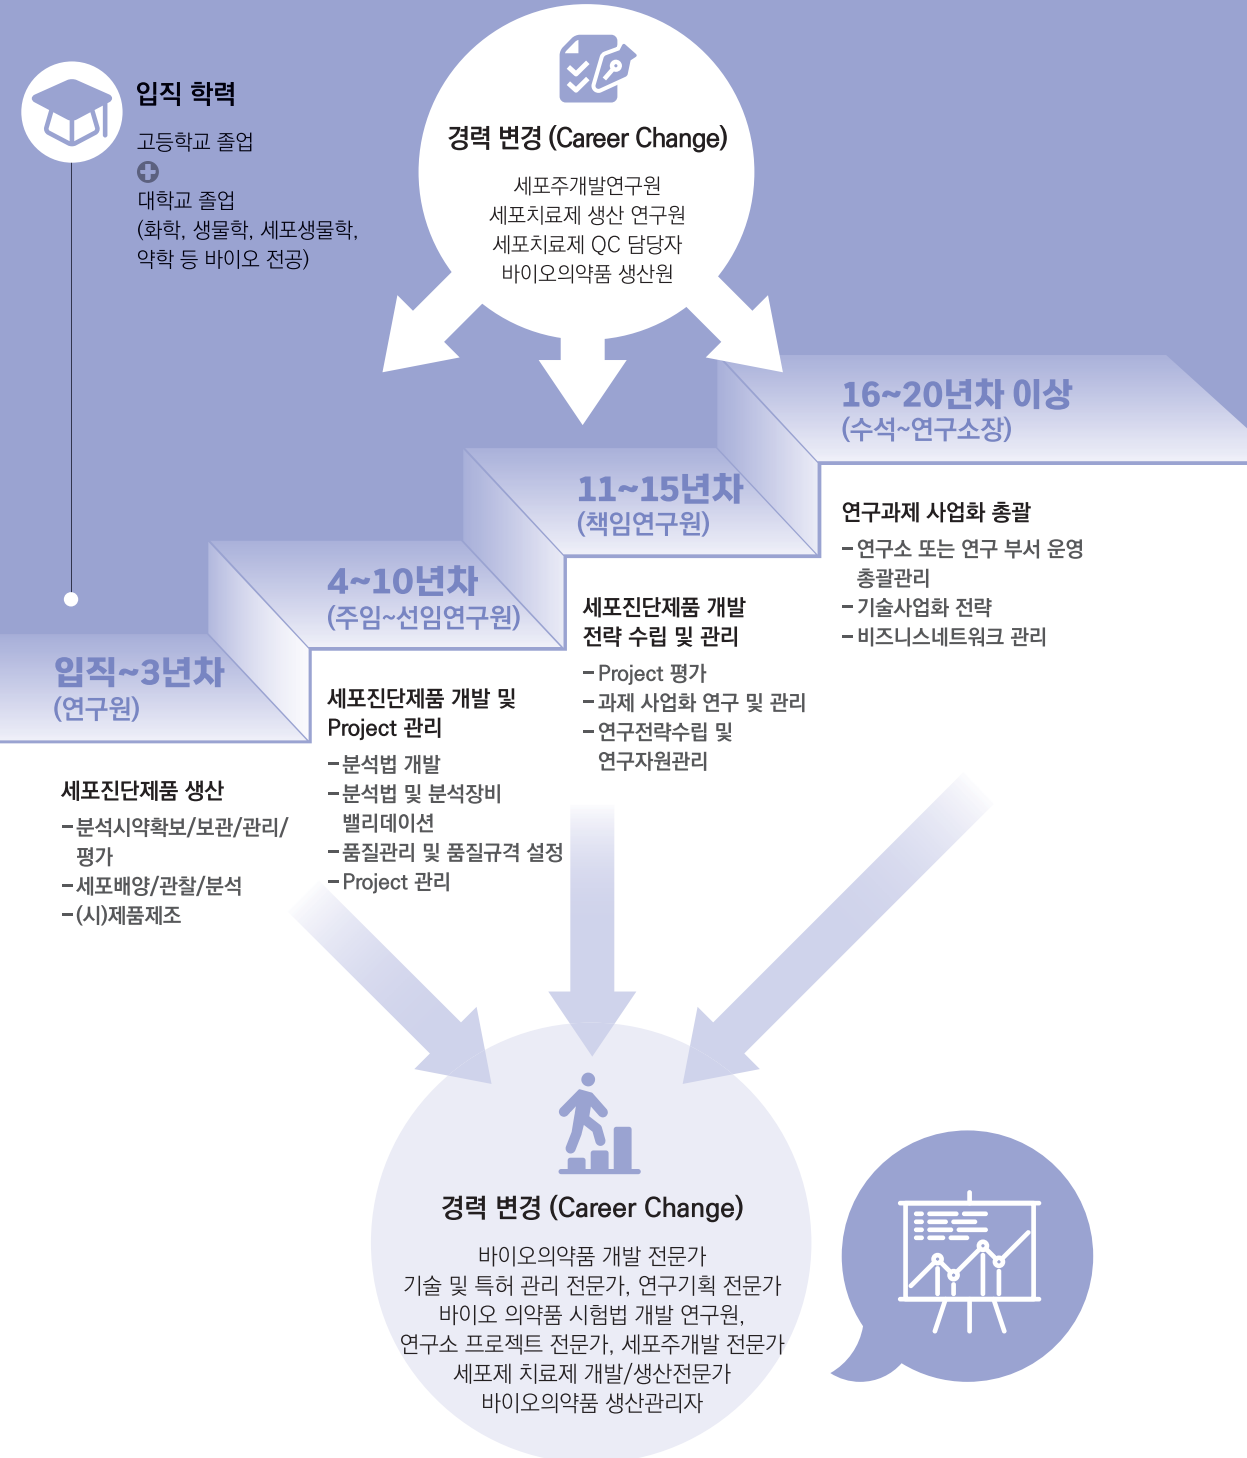 입직 학력
고등학교 졸업
대학교 졸업
(화학, 생물학, 세포생물학,
약학 등 바이오 전공)
경력 변경 (Career Change)
세포주개발연구원
세포치료제 생산 연구원
세포치료제 QC 담당자
바이오의약품 생산원
입직~3년차
(연구원)
세포진단제품 생산
– 분석시약확보/보관/관리/
평가
– 세포배양/관찰/분석
– (시)제품제조
4~10년차
(주임~선임연구원)
세포진단제품 개발 및
Project 관리
– 분석법 개발
– 분석법 및 분석장비
밸리데이션
– 품질관리 및 품질규격 설정
– Project 관리
11~15년차
(책임연구원)
세포진단제품 개발
전략 수립 및 관리
– Project 평가
– 과제 사업화 연구 및 관리
– 연구전략수립 및
연구자원관리
16~20년차 이상
(수석~연구소장)
연구과제 사업화 총괄
– 연구소 또는 연구 부서 운영
총괄관리
– 기술사업화 전략
– 비즈니스네트워크 관리
경력 변경 (Career Change)
바이오의약품 개발 전문가
기술 및 특허 관리 전문가, 연구기획 전문가
바이오 의약품 시험법 개발 연구원,
연구소 프로젝트 전문가, 세포주개발 전문가
세포제 치료제 개발/생산전문가
바이오의약품 생산관리자